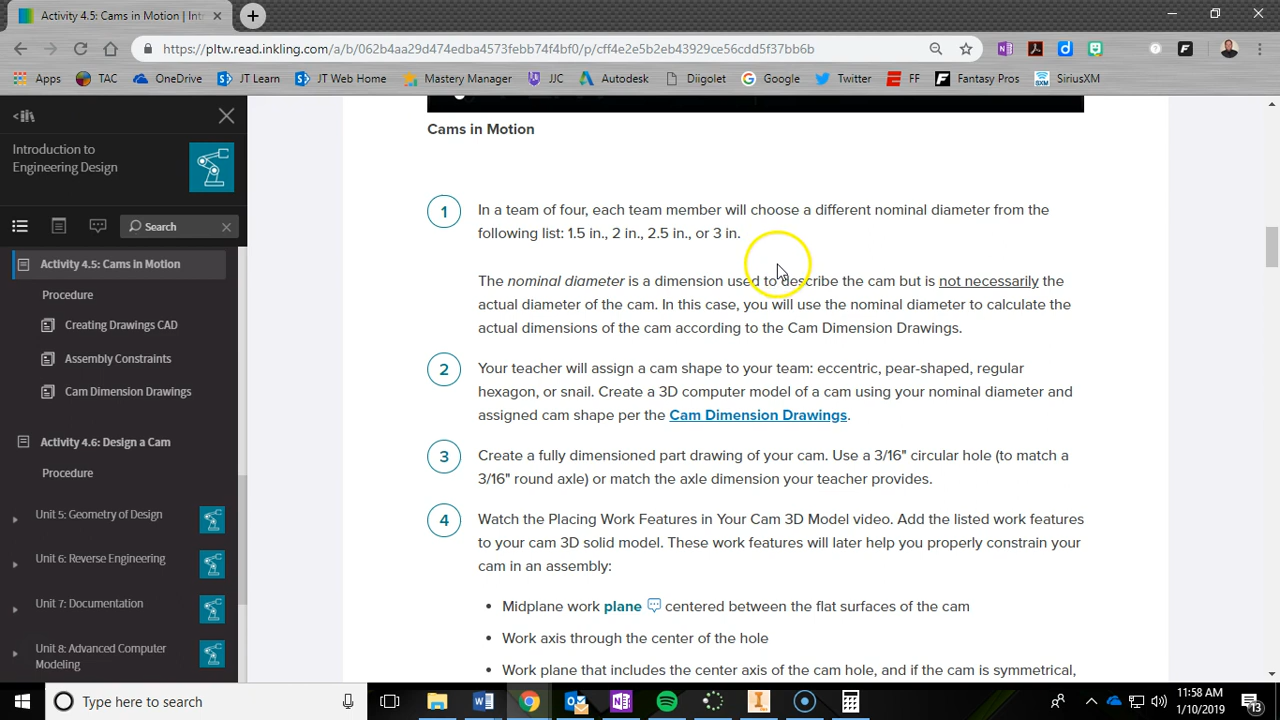 Activity 4.5: Cams in Motion | Int
https://pltw.read.inkling.com/a/b/062b4aa29d474edba4573febb74f4bf0/p/cff4e2e5b2eb43929ce56cdd5f37bb6b
Apps TAC OneDrive JT Learn JT Web Home Mastery Manager JJC Autodesk Diigolet Google Twitter FF Fantasy Pros SiriusXM
Introduction to
Engineering Design
Search
Activity 4.5: Cams in Motion
Procedure
Creating Drawings CAD
Assembly Constraints
Cam Dimension Drawings
Activity 4.6: Design a Cam
Procedure
Unit 5: Geometry of Design
Unit 6: Reverse Engineering
Unit 7: Documentation
Unit 8: Advanced Computer
Modeling
Cams in Motion
1 In a team of four, each team member will choose a different nominal diameter from the
following list: 1.5 in., 2 in., 2.5 in., or 3 in.
The nominal diameter is a dimension used to describe the cam but is not necessarily the
actual diameter of the cam. In this case, you will use the nominal diameter to calculate the
actual dimensions of the cam according to the Cam Dimension Drawings.
2 Your teacher will assign a cam shape to your team: eccentric, pear-shaped, regular
hexagon, or snail. Create a 3D computer model of a cam using your nominal diameter and
assigned cam shape per the Cam Dimension Drawings.
3 Create a fully dimensioned part drawing of your cam. Use a 3/16" circular hole (to match a
3/16" round axle) or match the axle dimension your teacher provides.
4 Watch the Placing Work Features in Your Cam 3D Model video. Add the listed work features
to your cam 3D solid model. These work features will later help you properly constrain your
cam in an assembly:
• Midplane work plane centered between the flat surfaces of the cam
• Work axis through the center of the hole
• Work plane that includes the center axis of the cam hole, and if the cam is symmetrical,
Type here to search
11:58 AM
1/10/2019
13